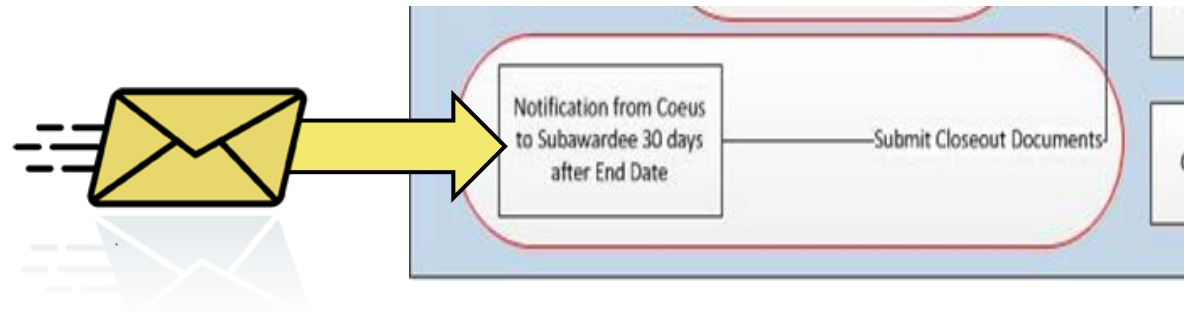 Notification from Coeus
to Subawardee 30 days
after End Date
Submit Closeout Documents